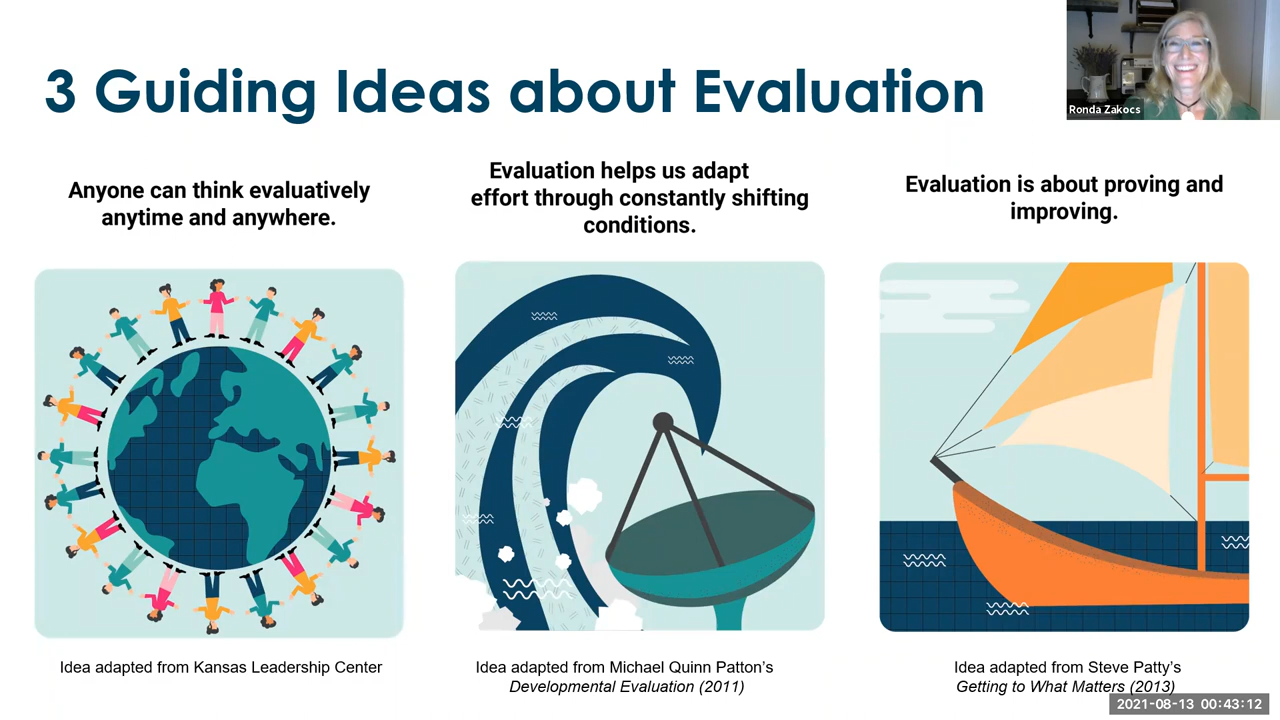 3 Guiding Ideas about Evaluation
Ronda Zakocs
Anyone can think evaluatively
anytime and anywhere.
Evaluation helps us adapt
effort through constantly shifting
conditions.
Evaluation is about proving and
improving.
Idea adapted from Kansas Leadership Center
Idea adapted from Michael Quinn Patton's
Developmental Evaluation (2011)
Idea adapted from Steve Patty's
Getting to What Matters (2013)
2021-08-13 00:43:12